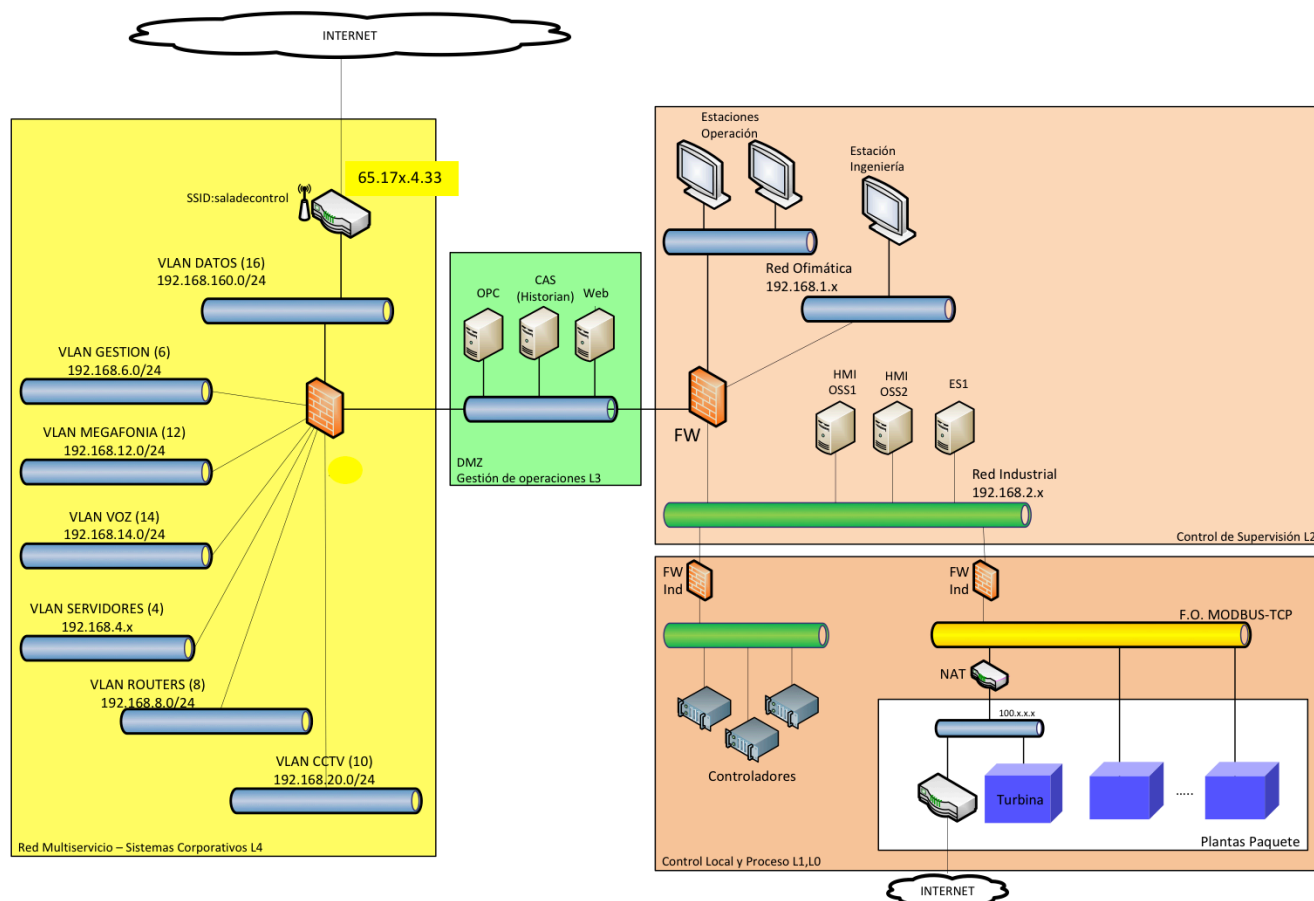 INTERNET
65.17x.4.33
SSID:saladecontrol
VLAN DATOS (16)
192.168.160.0/24
VLAN GESTION (6)
192.168.6.0/24
VLAN MEGAFONIA (12)
192.168.12.0/24
VLAN VOZ (14)
192.168.14.0/24
VLAN SERVIDORES (4)
192.168.4.x
VLAN ROUTERS (8)
192.168.8.0/24
VLAN CCTV (10)
192.168.20.0/24
Red Multiservicio – Sistemas Corporativos L4
OPC
CAS
(Historian)
Web
DMZ
Gestión de operaciones L3
Estaciones
Operación
Estación
Ingeniería
Red Ofimática
192.168.1.x
FW
HMI
OSS1
HMI
OSS2
ES1
Red Industrial
192.168.2.x
Control de Supervisión L2
FW
Ind
FW
Ind
F.O. MODBUS-TCP
NAT
100.x.x.x
Controladores
Turbina
.....
Plantas Paquete
Control Local y Proceso L1,L0
INTERNET